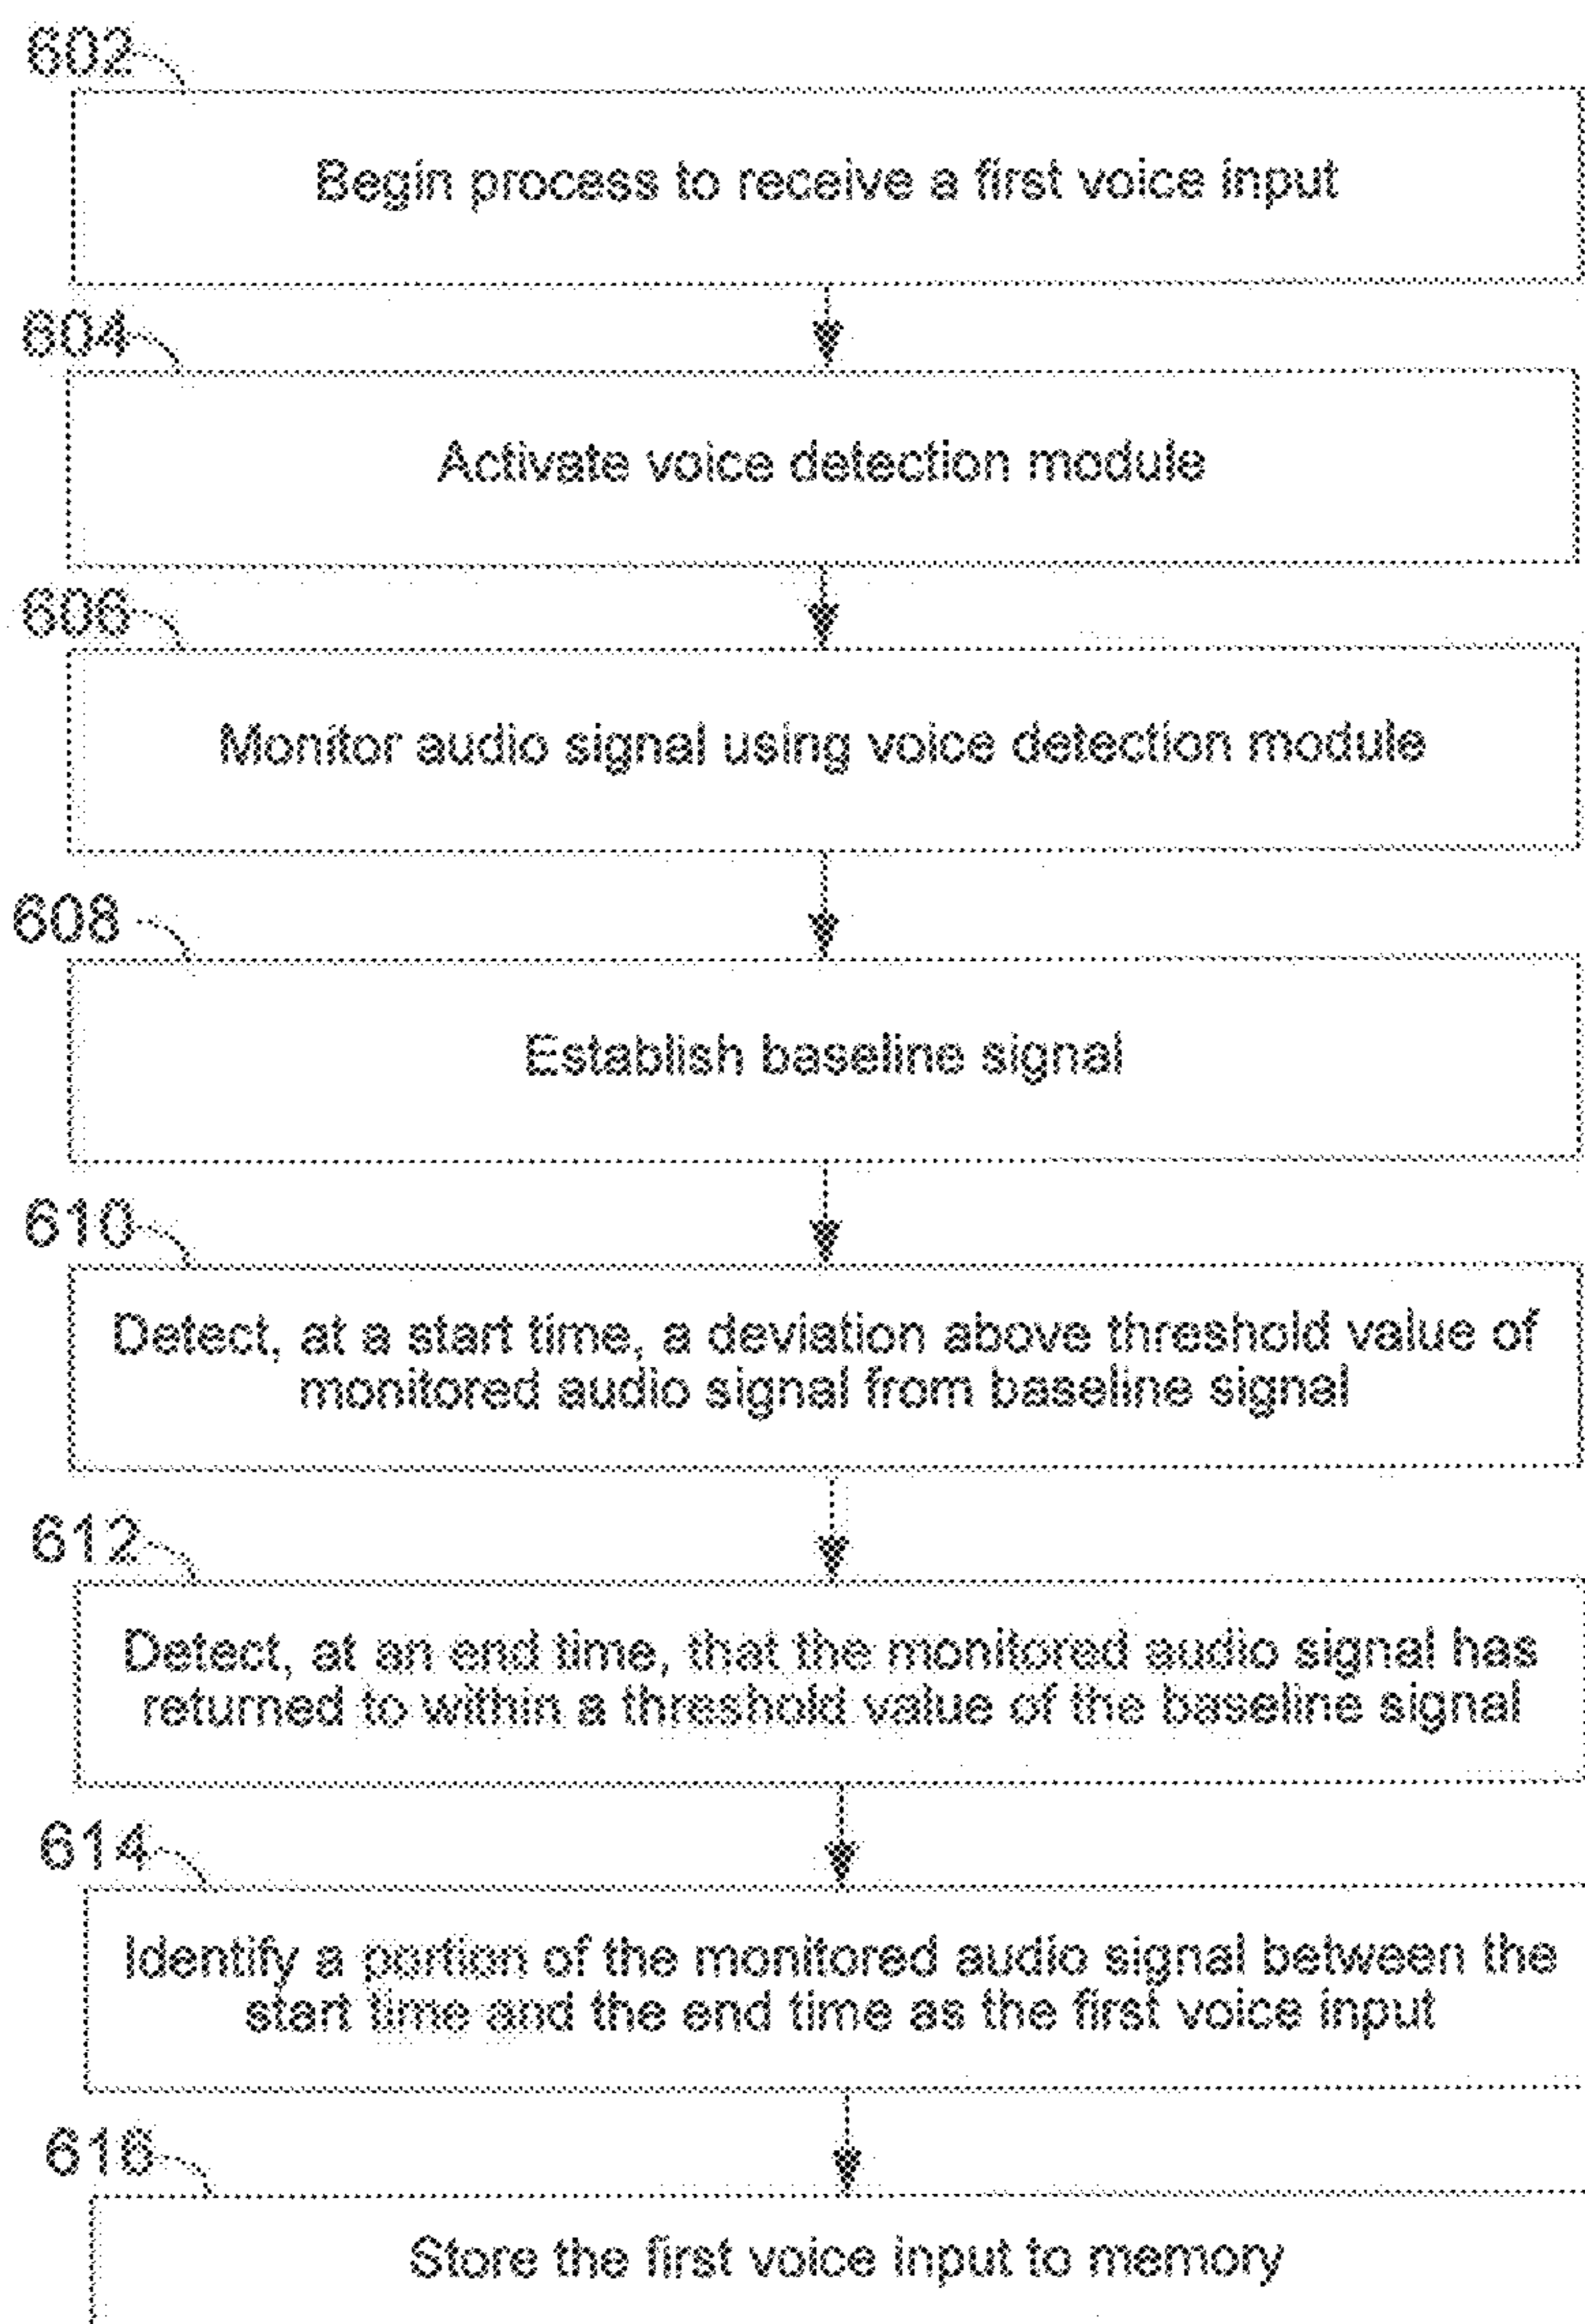 602
Begin process to receive a first voice input
604
Activate voice detection module
606
Monitor audio signal using voice detection module
608
Establish baseline signal
610
Detect, at a start time, a deviation above threshold value of
monitored audio signal from baseline signal
612
Detect, at an end time, that the monitored audio signal has
returned to within a threshold value of the baseline signal
614
Identify a portion of the monitored audio signal between the
start time and the end time as the first voice input
616
Store the first voice input to memory